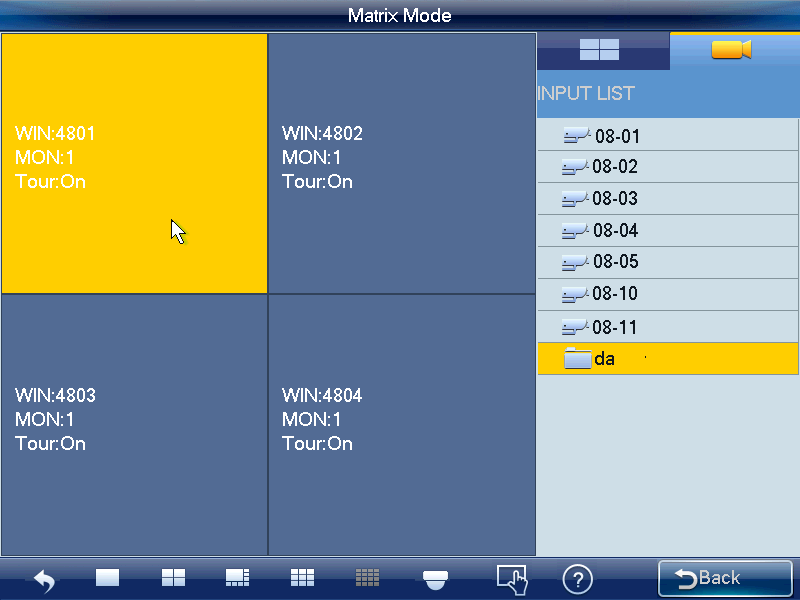 Matrix Mode
WIN:4801
MON:1
Tour:On
WIN:4802
MON:1
Tour:On
WIN:4803
MON:1
Tour:On
WIN:4804
MON:1
Tour:On
INPUT LIST
08-01
08-02
08-03
08-04
08-05
08-10
08-11
da
?
Back